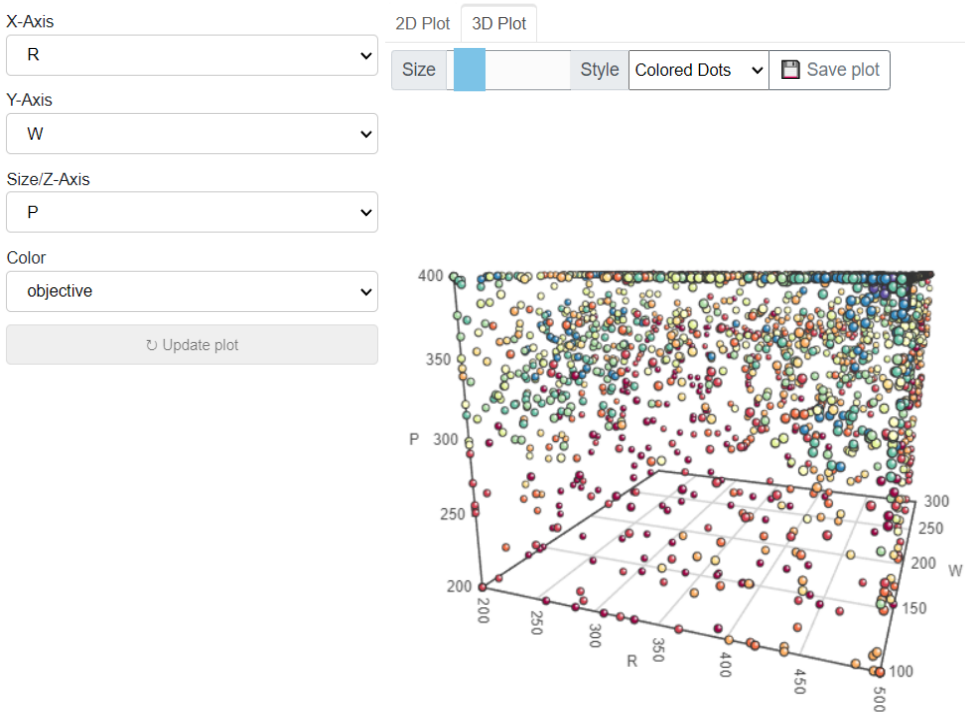 X-Axis
R
Y-Axis
W
Size/Z-Axis
P
Color
objective
↻ Update plot
2D Plot 3D Plot
Size Style Colored Dots Save plot
400
350
P 300
250
200
200
250
300
R
350
400
450
500
300
250
200 W
150
100